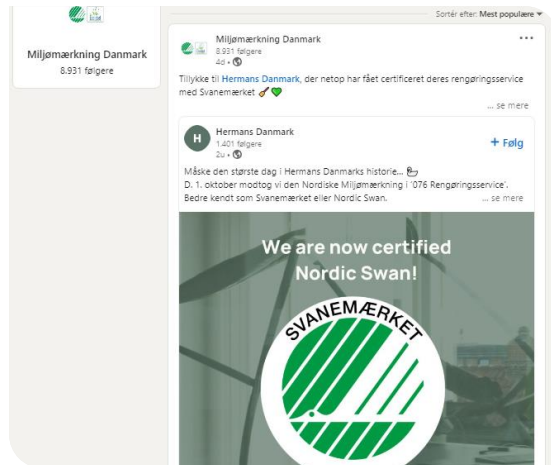 Sortér efter: Mest populære
Miljømærkning Danmark
8.931 følgere
Miljømærkning Danmark
8.931 følgere
4d •
Tillykke til Hermans Danmark, der netop har fået certificeret deres rengøringsservice
med Svanemærket
... se mere
H
Hermans Danmark
1.401 følgere
2u •
+ Følg
Måske den største dag i Hermans Danmarks historie...
D. 1. oktober modtog vi den Nordiske Miljømærkning i '076 Rengøringsservice'.
Bedre kendt som Svanemærket eller Nordic Swan.
... se mere
We are now certified
Nordic Swan!
SVANEMÆRKET